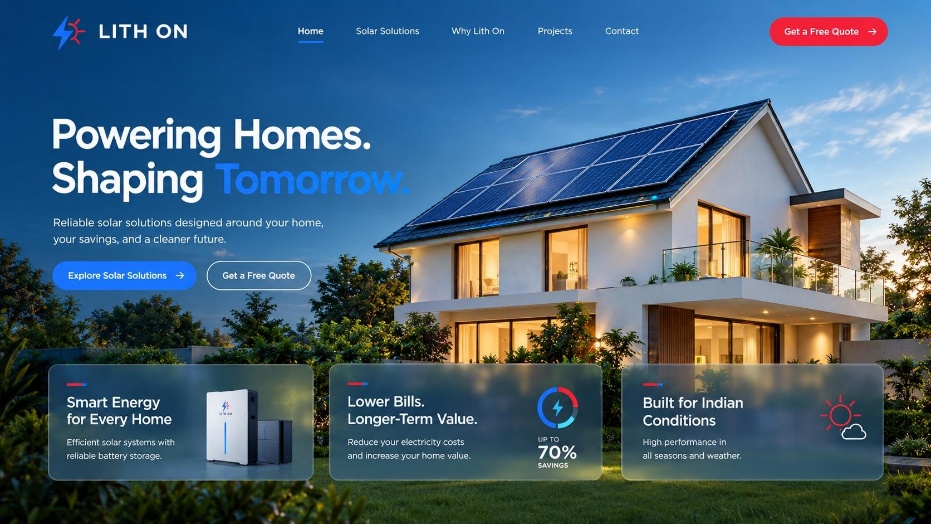 LITH ON
Home
Solar Solutions
Why Lith On
Projects
Contact
Get a Free Quote
Powering Homes.
Shaping Tomorrow.
Reliable solar solutions designed around your home,
your savings, and a cleaner future.
Explore Solar Solutions
Get a Free Quote
Smart Energy
for Every Home
Efficient solar systems with
reliable battery storage.
LITH ON
Lower Bills.
Longer-Term Value.
Reduce your electricity costs
and increase your home value.
UP TO
70%
SAVINGS
Built for Indian
Conditions
High performance in
all seasons and weather.